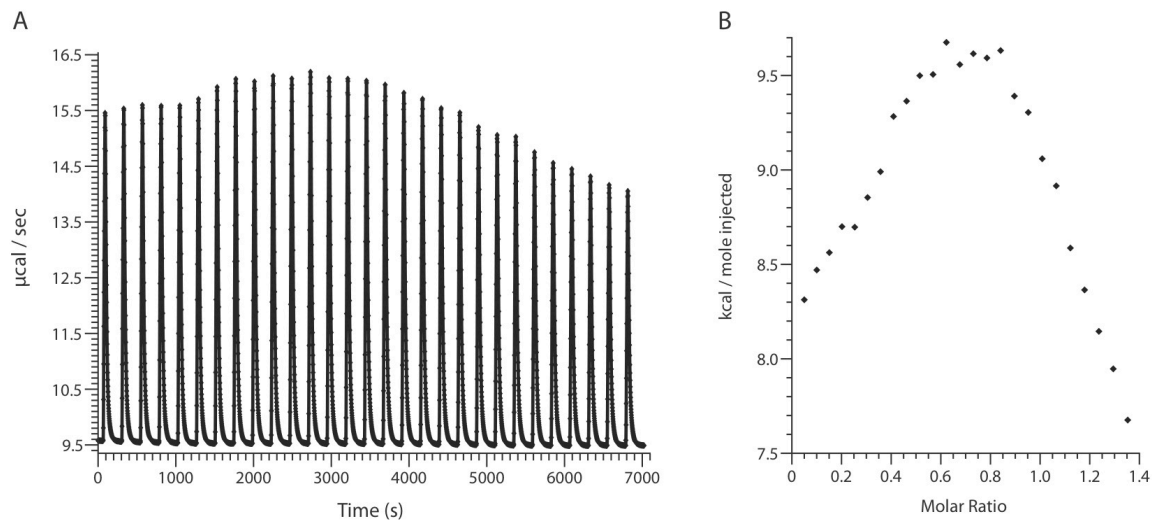 A
µcal / sec
16.5
15.5
14.5
13.5
12.5
11.5
10.5
9.5
0 1000 2000 3000 4000 5000 6000 7000
Time (s)
B
kcal / mole injected
9.5
9.0
8.5
8.0
7.5
0 0.2 0.4 0.6 0.8 1.0 1.2 1.4
Molar Ratio